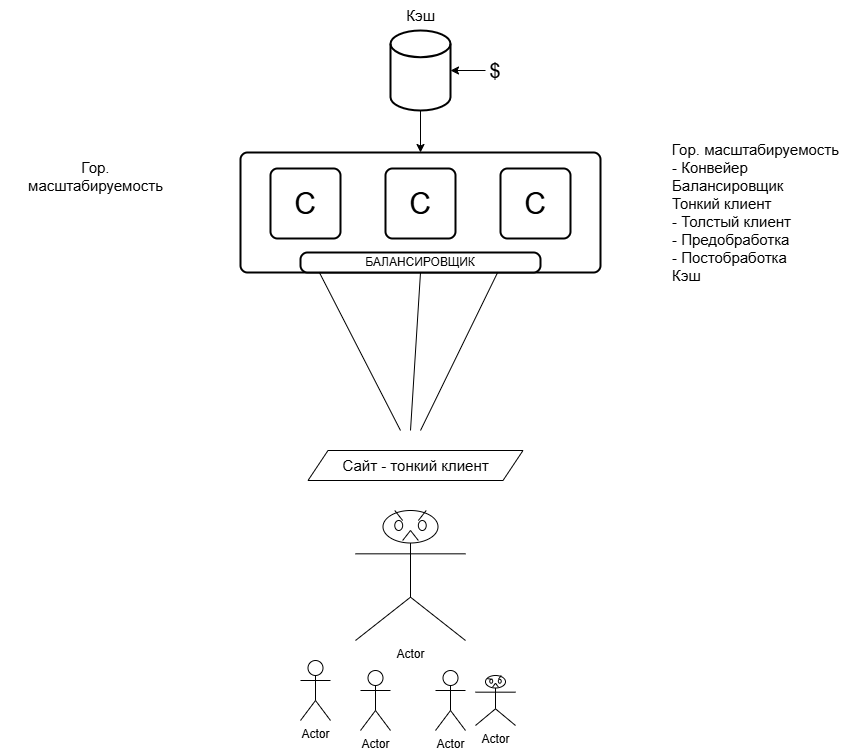 Кэш
$
Гор.
масштабируемость
Гор. масштабируемость
- Конвейер
Балансировщик
Тонкий клиент
- Толстый клиент
- Предобработка
- Постобработка
Кэш
С С С
БАЛАНСИРОВЩИК
Сайт - тонкий клиент
Actor
Actor
Actor
Actor
Actor